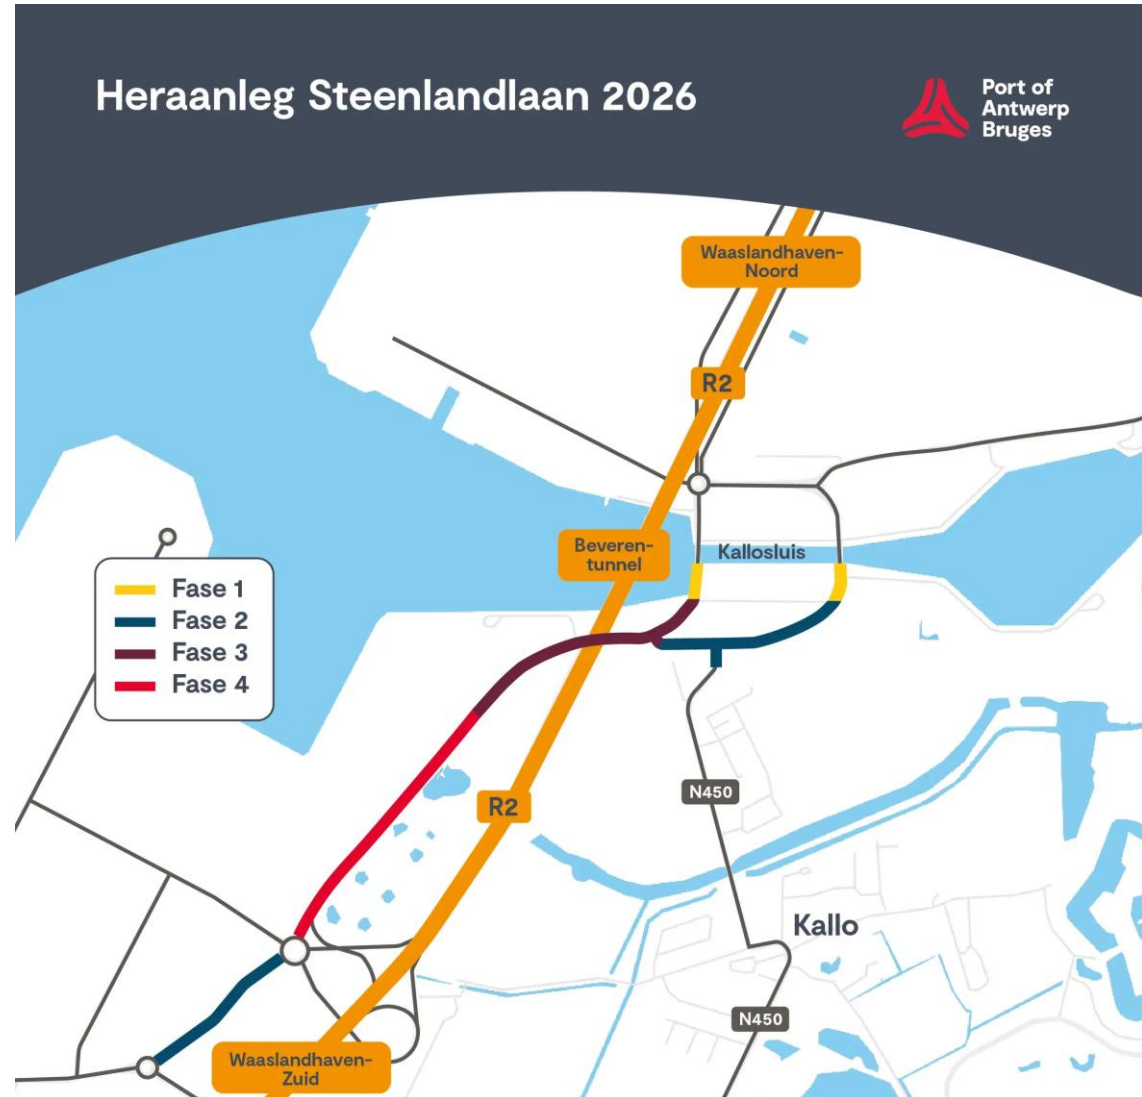 Heraanleg Steenlandlaan 2026
Port of
Antwerp
Bruges
Waaslandhaven-
Noord
R2
Beveren-
tunnel
Kallosluis
Fase 1
Fase 2
Fase 3
Fase 4
N450
R2
Kallo
N450
Waaslandhaven-
Zuid